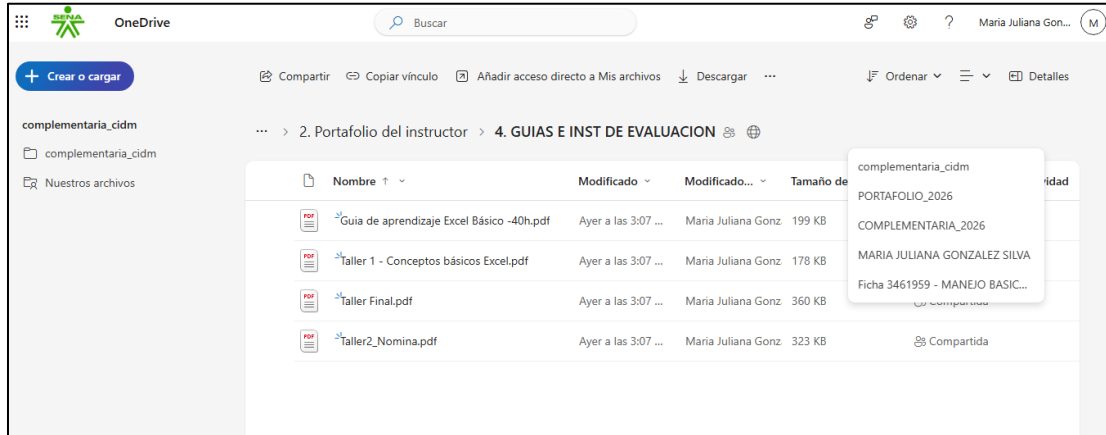 SENA
OneDrive
Buscar
Maria Juliana Gon...
M
Crear o cargar
Compartir
Copiar vínculo
Añadir acceso directo a Mis archivos
Descargar
...
Ordenar
Detalles
complementaria_cidm
complementaria_cidm
Nuestros archivos
... > 2. Portafolio del instructor > 4. GUIAS E INST DE EVALUACION
complementaria_cidm
PORTAFOLIO_2026
COMPLEMENTARIA_2026
MARIA JULIANA GONZALEZ SILVA
Ficha 3461959 - MANEJO BASIC...
Nombre Modificado Modificado... Tamaño de
PDF Guia de aprendizaje Excel Básico -40h.pdf Ayer a las 3:07 ... Maria Juliana Gonz 199 KB
PDF Taller 1 - Conceptos básicos Excel.pdf Ayer a las 3:07 ... Maria Juliana Gonz 178 KB
PDF Taller Final.pdf Ayer a las 3:07 ... Maria Juliana Gonz 360 KB
PDF Taller2_Nomina.pdf Ayer a las 3:07 ... Maria Juliana Gonz 323 KB Compartida